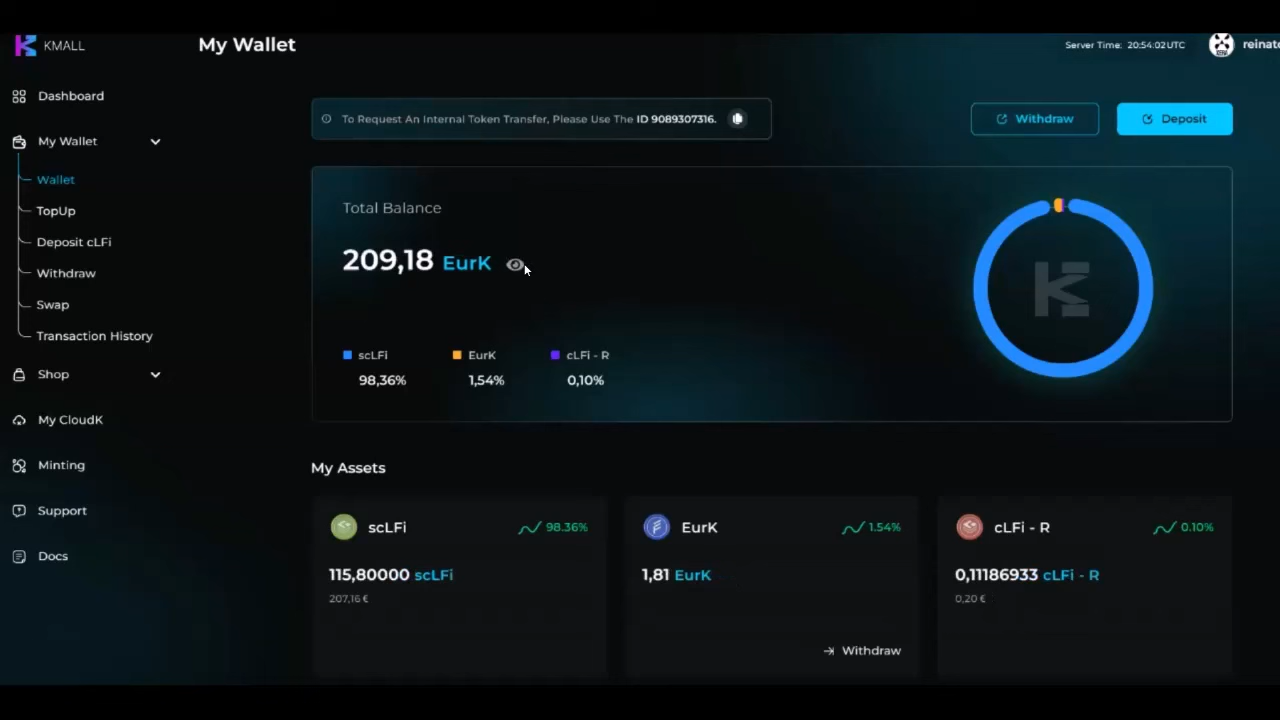 KMALL
My Wallet
Server Time: 20:54:02 UTC
Dashboard
To Request An Internal Token Transfer, Please Use The ID 9089307316.
Withdraw
Deposit
My Wallet
Wallet
TopUp
Deposit cLFi
Withdraw
Swap
Transaction History
Shop
My CloudK
Minting
Support
Docs
Total Balance
209,18 EurK
scLFi
EurK
cLFi - R
98,36%
1,54%
0,10%
My Assets
scLFi
98.36%
115,80000 scLFi
207,16 €
EurK
1.54%
1,81 EurK
Withdraw
cLFi - R
0.10%
0,11186933 cLFi - R
0,20 €